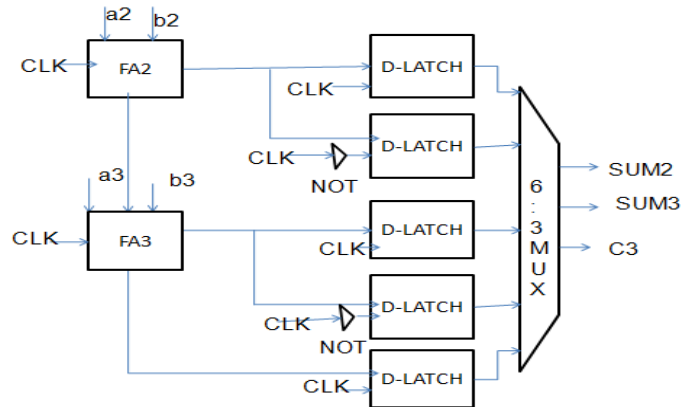 a2
b2
CLK
FA2
D-LATCH
CLK
D-LATCH
CLK
NOT
a3
b3
CLK
FA3
D-LATCH
CLK
D-LATCH
CLK
NOT
D-LATCH
CLK
6
:
3
M
U
X
SUM2
SUM3
C3